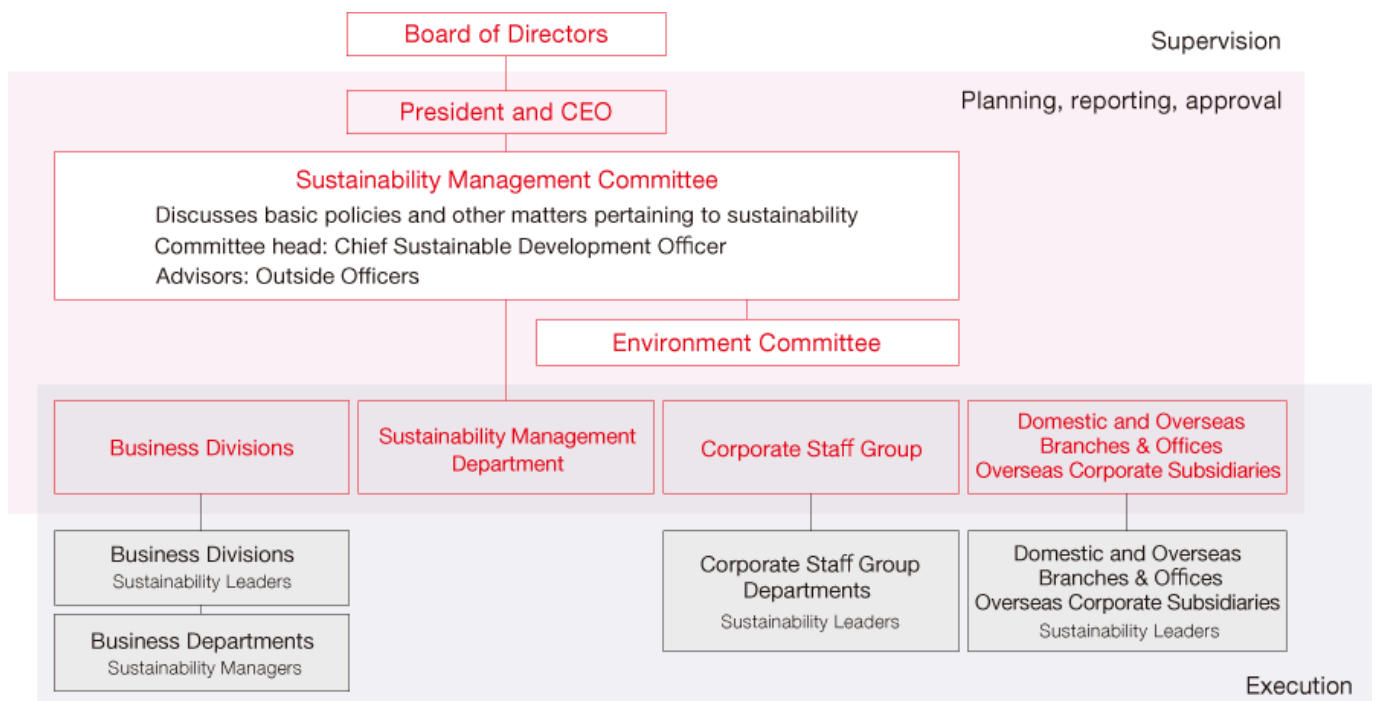 Board of Directors
Supervision
Planning, reporting, approval
President and CEO
Sustainability Management Committee
Discusses basic policies and other matters pertaining to sustainability
Committee head: Chief Sustainable Development Officer
Advisors: Outside Officers
Environment Committee
Business Divisions
Sustainability Management
Department
Corporate Staff Group
Domestic and Overseas
Branches & Offices
Overseas Corporate Subsidiaries
Business Divisions
Sustainability Leaders
Business Departments
Sustainability Managers
Corporate Staff Group
Departments
Sustainability Leaders
Domestic and Overseas
Branches & Offices
Overseas Corporate Subsidiaries
Sustainability Leaders
Execution